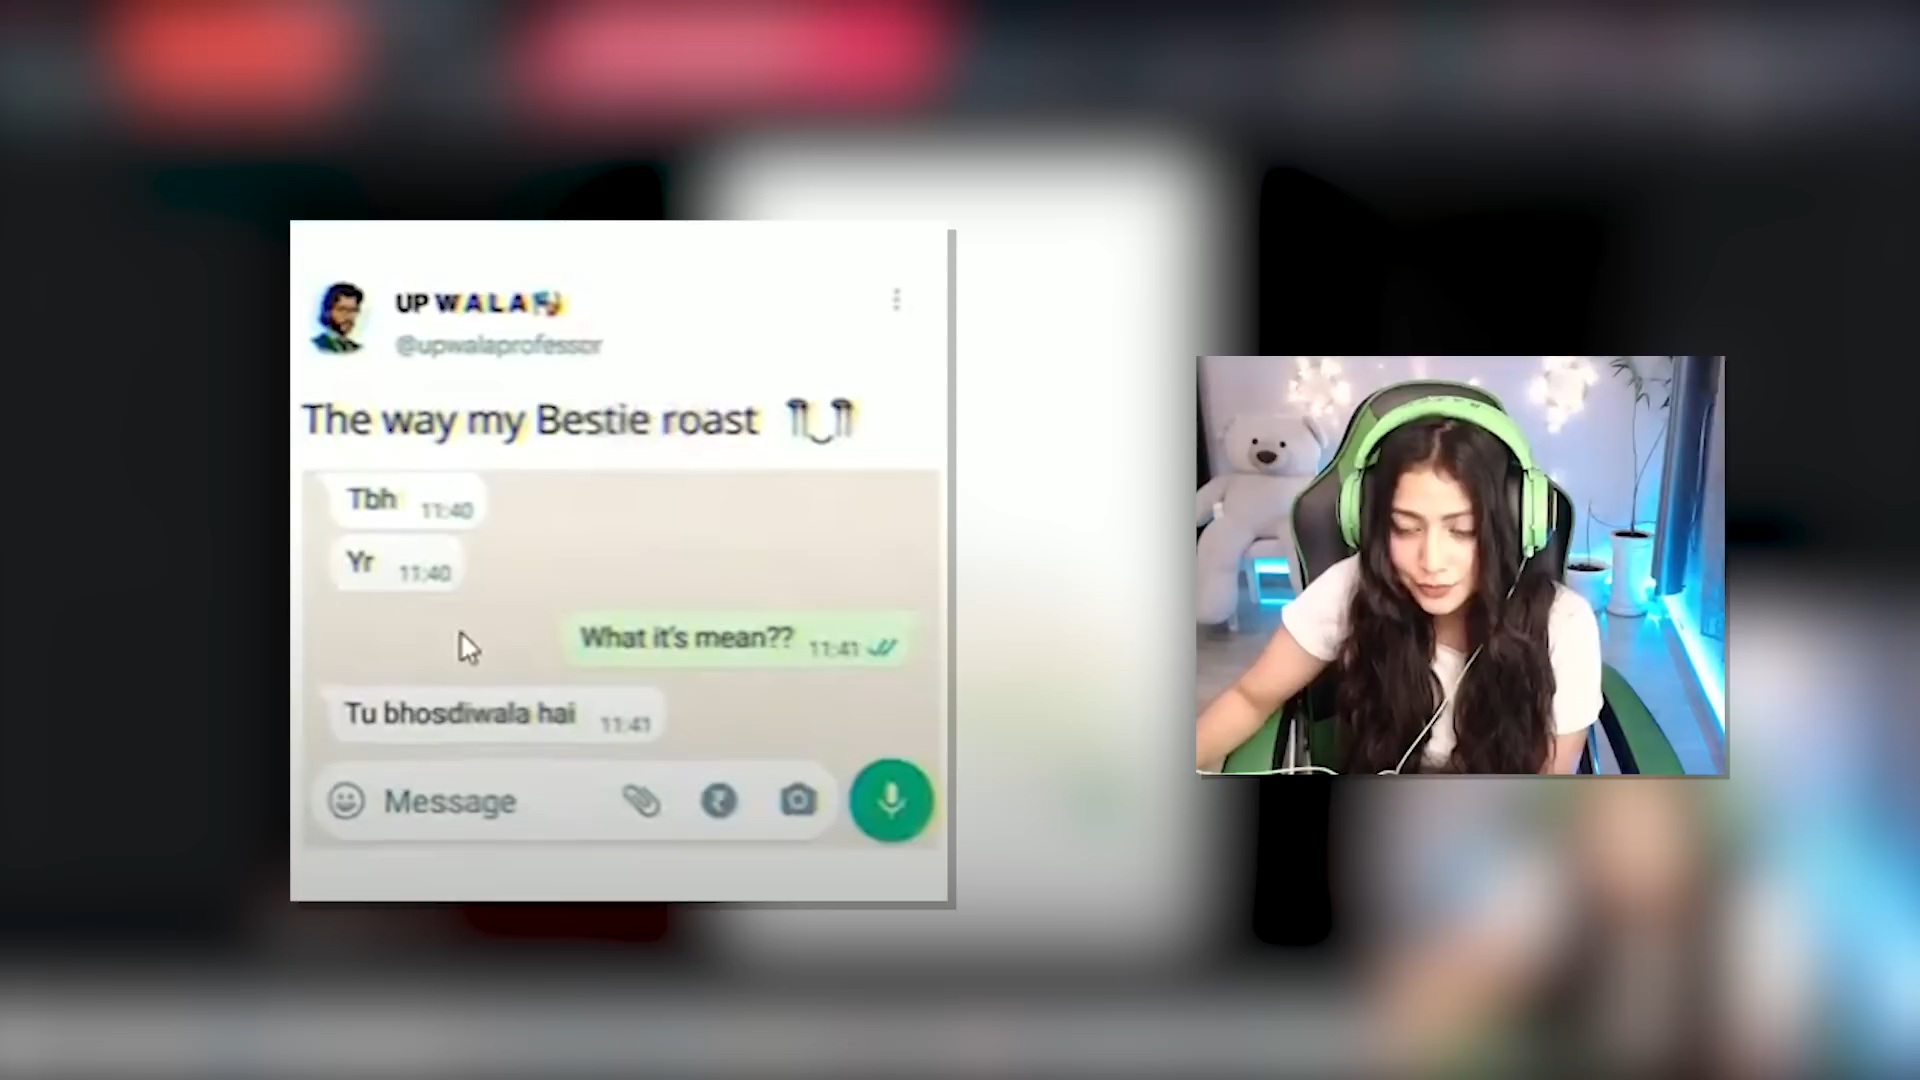 UP WALA
@upwalaprofessor
The way my Bestie roast
Tbh 11:40
Yr 11:40
What it's mean?? 11:41
Tu bhosdiwala hai 11:41
Message